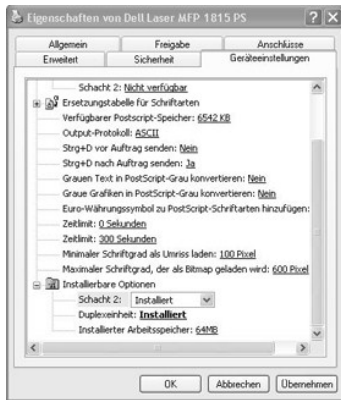 Eigenschaften von Dell Laser MFP 1815 PS
Allgemein Freigabe Anschlüsse
Erweitert Sicherheit Geräteeinstellungen
Schacht 2: Nicht verfügbar
Ersetzungstabelle für Schriftarten
Verfügbarer Postscript-Speicher: 6542 KB
Output-Protokoll: ASCII
Strg+D vor Auftrag senden: Nein
Strg+D nach Auftrag senden: Ja
Grauen Text in PostScript-Grau konvertieren: Nein
Graue Grafiken in PostScript-Grau konvertieren: Nein
Euro-Währungssymbol zu PostScript-Schriftarten hinzufügen:
Zeitlimit: 0 Sekunden
Zeitlimit: 300 Sekunden
Minimaler Schriftgrad als Umriss laden: 100 Pixel
Maximaler Schriftgrad, der als Bitmap geladen wird: 600 Pixel
Installierbare Optionen
Schacht 2: Installiert
Duplexeinheit: Installiert
Installierter Arbeitsspeicher: 64MB
OK Abbrechen Übernehmen